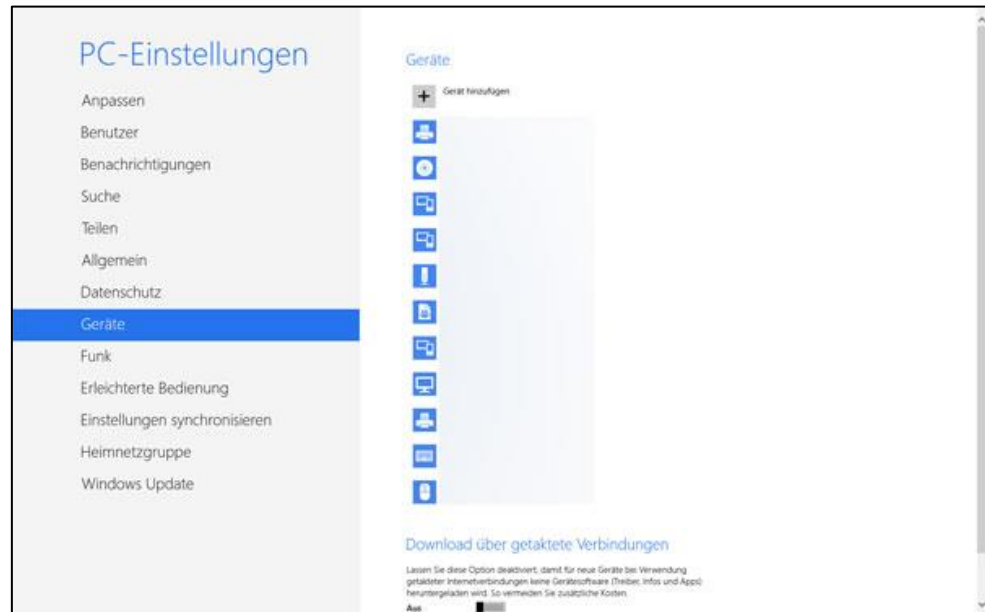 PC-Einstellungen
Anpassen
Benutzer
Benachrichtigungen
Suche
Teilen
Allgemein
Datenschutz
Geräte
Funk
Erleichterte Bedienung
Einstellungen synchronisieren
Heimnetzgruppe
Windows Update
Geräte
Gerät hinzufügen
Download über getaktete Verbindungen
Lassen Sie diese Option deaktiviert, damit für neue Geräte bei Verwendung
getakteter Internetverbindungen keine Gerätesoftware (Treiber, Infos und Apps)
heruntergeladen wird. So vermeiden Sie zusätzliche Kosten.
Aus